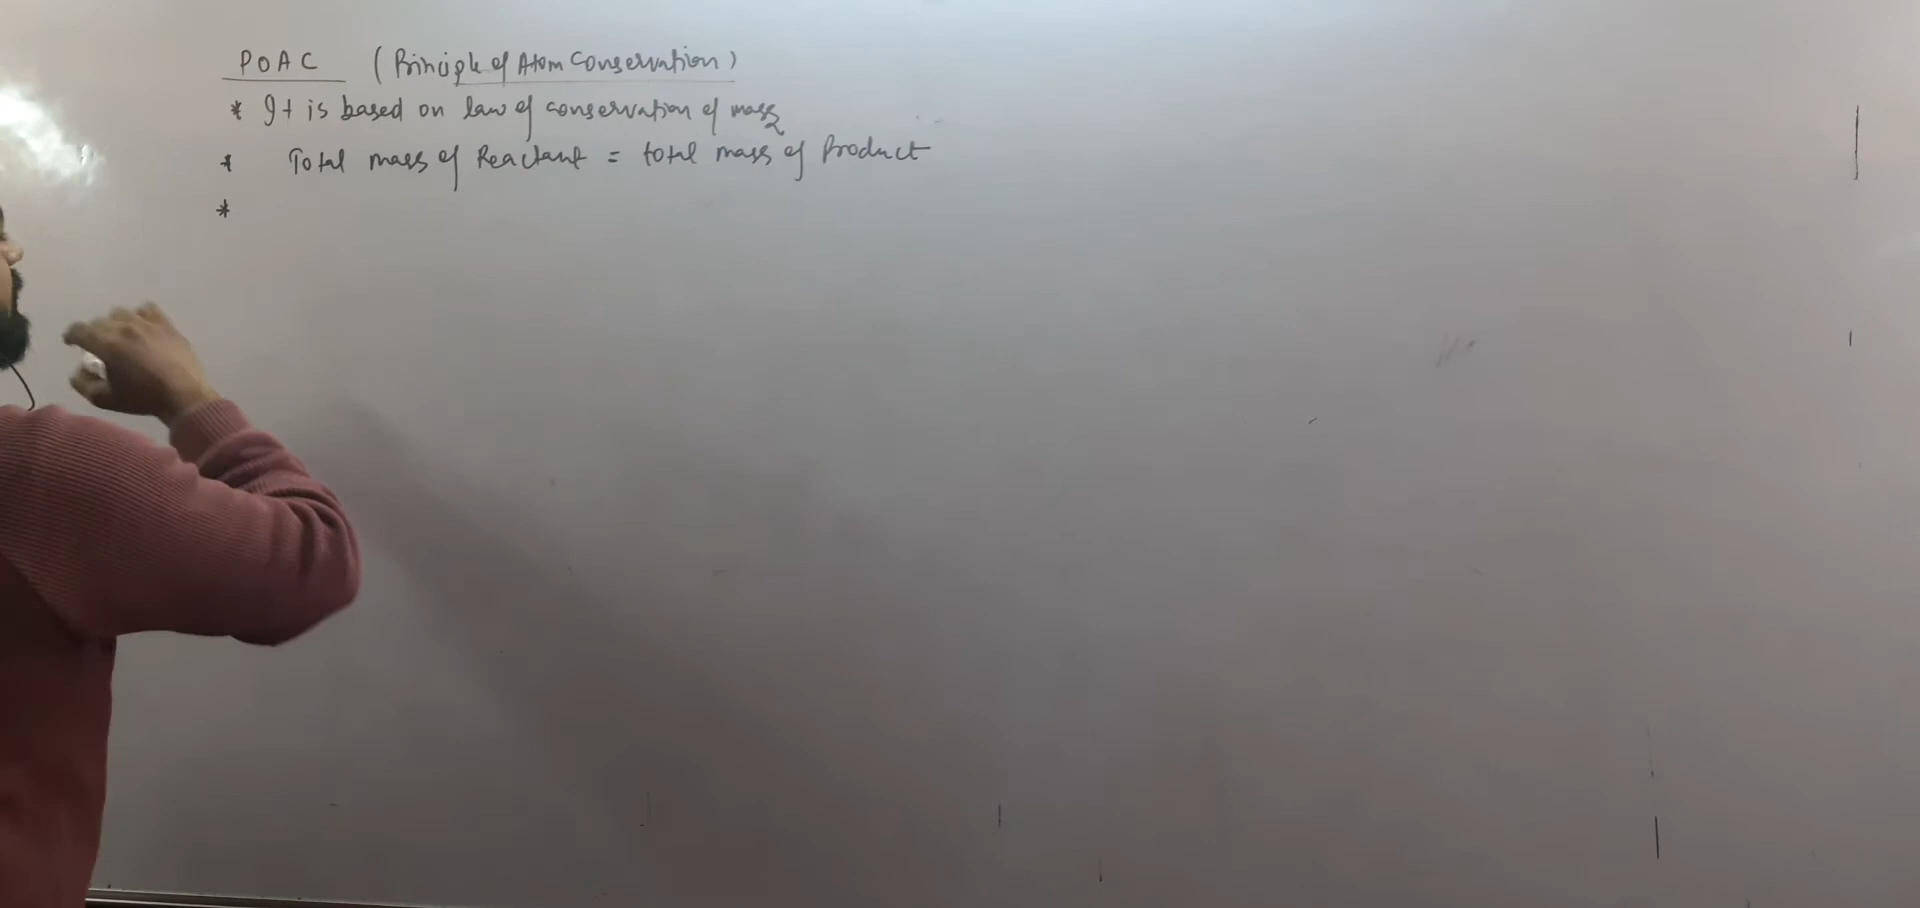 POAC (Principle of Atom Conservation)
* It is based on law of conservation of mass
* Total mass of Reactant = total mass of Product
*